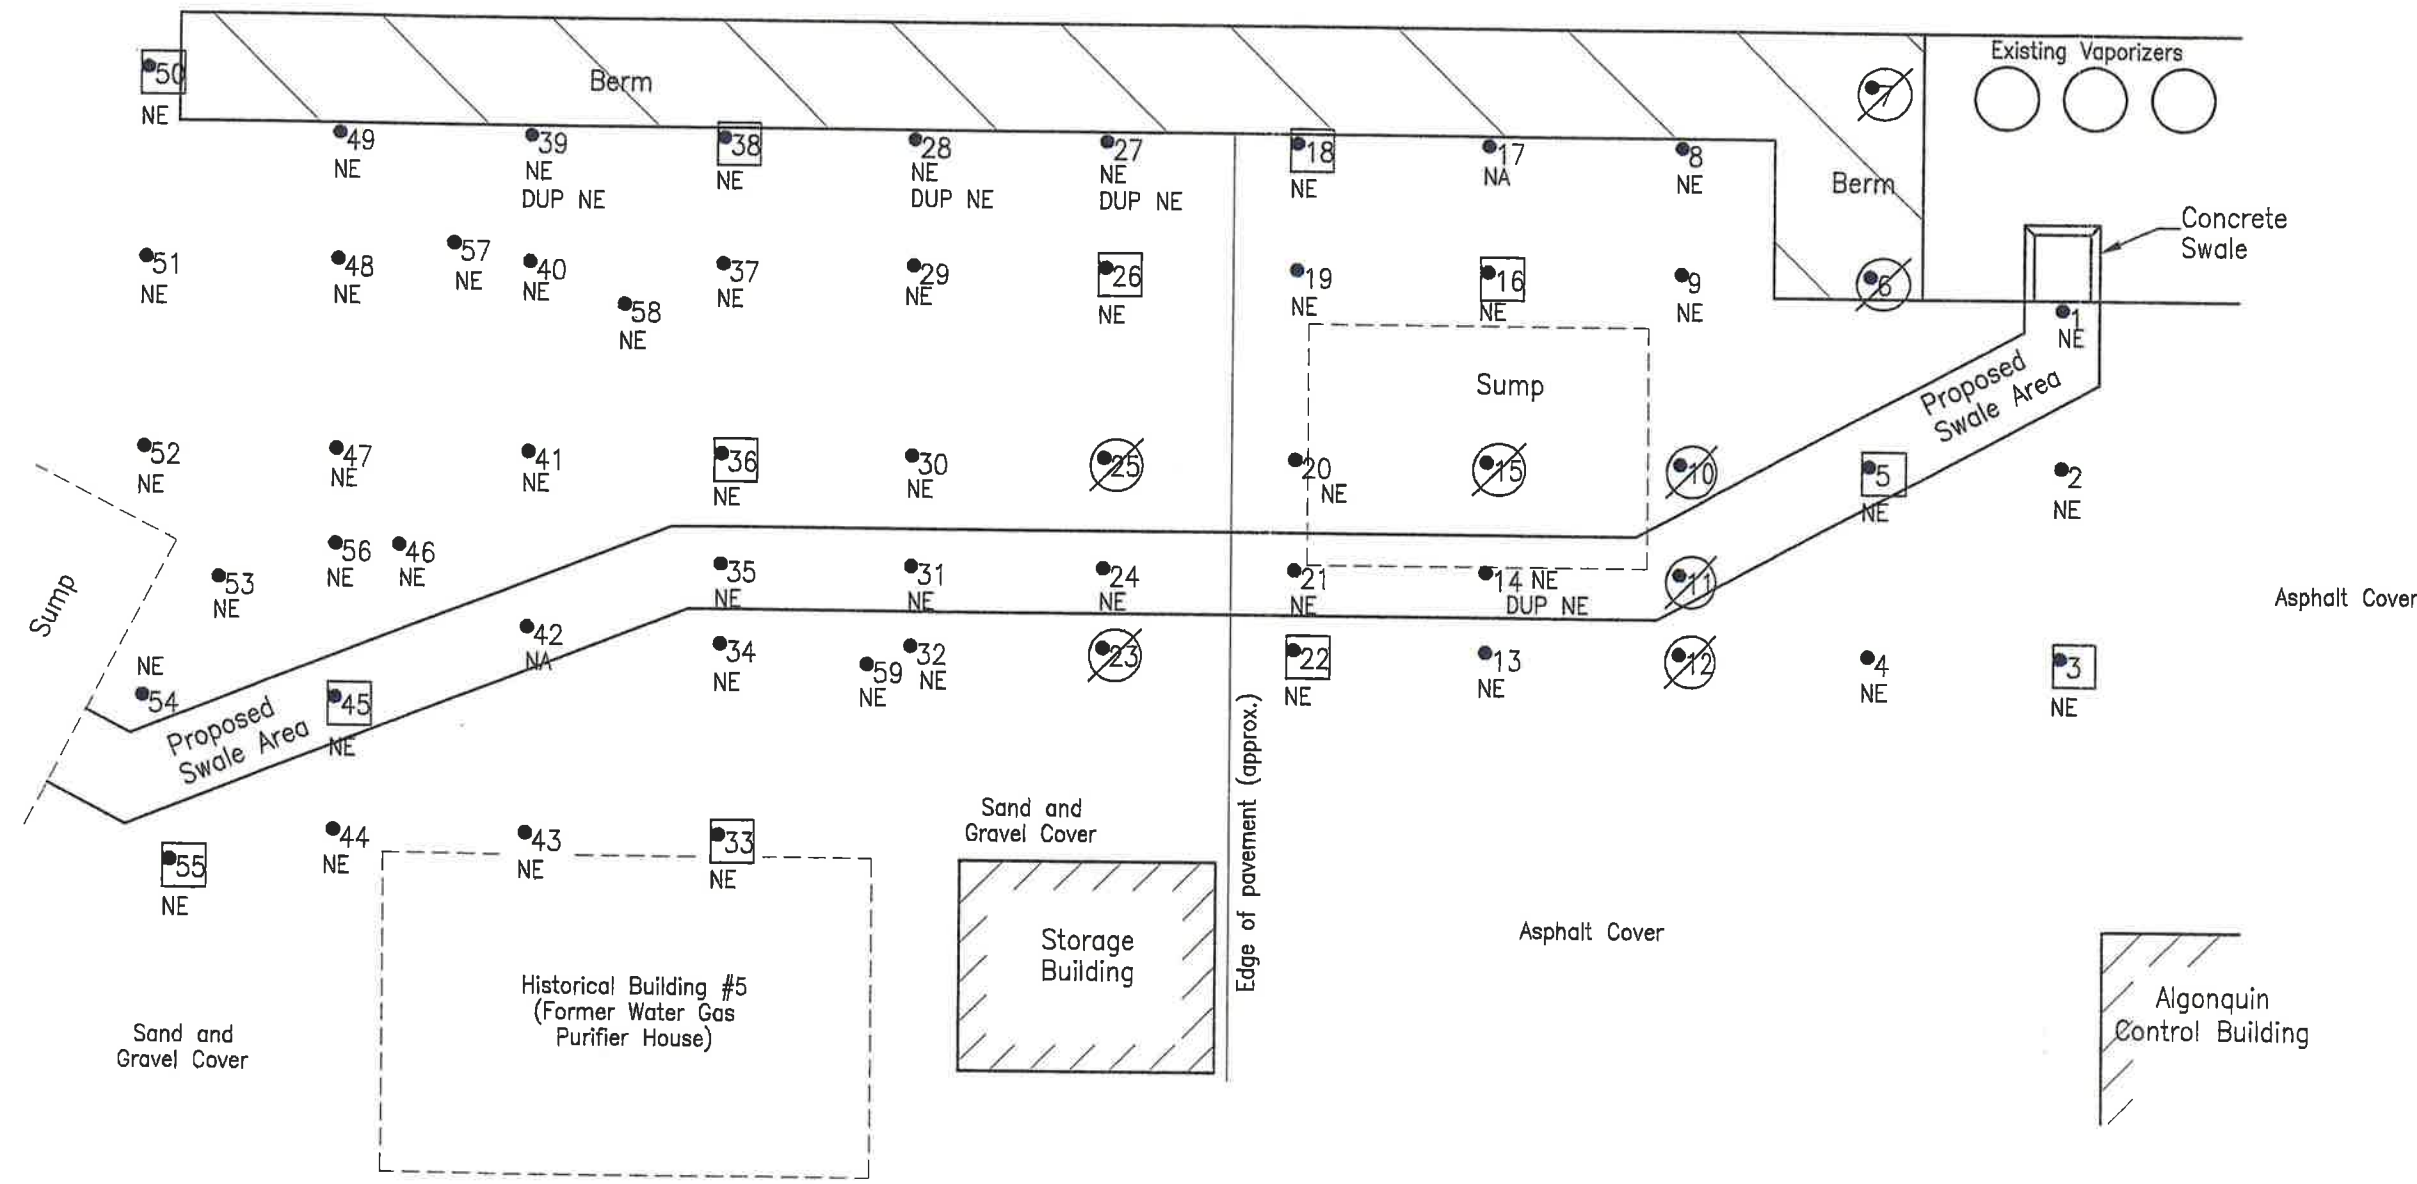 Existing Vaporizers
50
NE
Berm
7
49
NE
39
NE
DUP NE
38
NE
28
NE
DUP NE
27
NE
DUP NE
18
NE
17
NA
8
NE
Berm
Concrete
Swale
51
NE
48
NE
57
NE
40
NE
58
NE
37
NE
29
NE
26
NE
19
NE
16
NE
9
NE
6
1
NE
Sump
Proposed
Swale Area
52
NE
47
NE
41
NE
36
NE
30
NE
25
20
NE
15
10
5
NE
2
NE
Sump
53
NE
56
NE
46
NE
35
NE
31
NE
24
NE
21
NE
14 NE
DUP NE
11
Asphalt Cover
NE
54
45
NE
42
NA
34
NE
59
NE
32
NE
23
22
NE
13
NE
12
4
NE
3
NE
Proposed
Swale Area
Edge of pavement (approx.)
55
NE
44
NE
43
NE
33
NE
Sand and
Gravel Cover
Storage
Building
Asphalt Cover
Historical Building #5
(Former Water Gas
Purifier House)
Sand and
Gravel Cover
Algonquin
Control Building